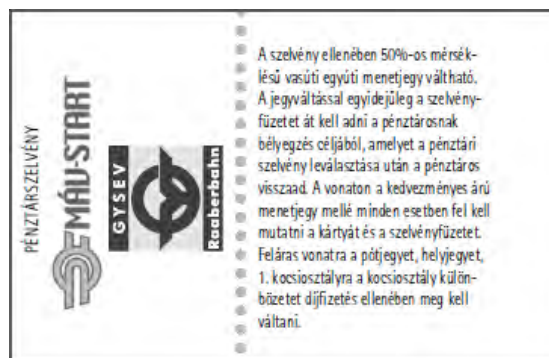 PÉNZTÁRSZELVÉNY
MÁV-START
GYSEV
Raaberbahn
A szelvény ellenében 50%-os mérsék-
lésű vasúti egyúti menetjegy váltható.
A jegyváltással egyidejűleg a szelvény-
füzetet át kell adni a pénztárosnak
bélyegzés céljából, amelyet a pénztári
szelvény leválasztása után a pénztáros
visszaad. A vonaton a kedvezményes árú
menetjegy mellé minden esetben fel kell
mutatni a kártyát és a szelvényfüzetet.
Feláras vonatra a pótjegyet, helyjegyet,
1. kocsiosztályra a kocsiosztály külön-
bözetet díjfizetés ellenében meg kell
váltani.